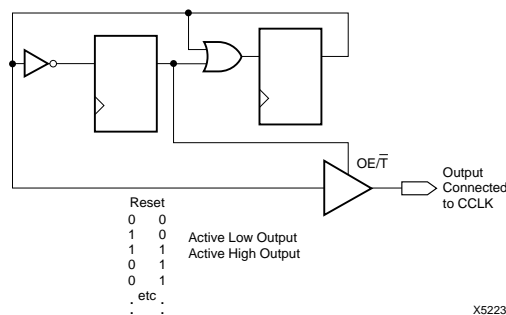 OE/T̅
Output
Connected
to CCLK
Reset
0 0
1 0 Active Low Output
1 1 Active High Output
0 1
0 1
. etc .
. .
X5223